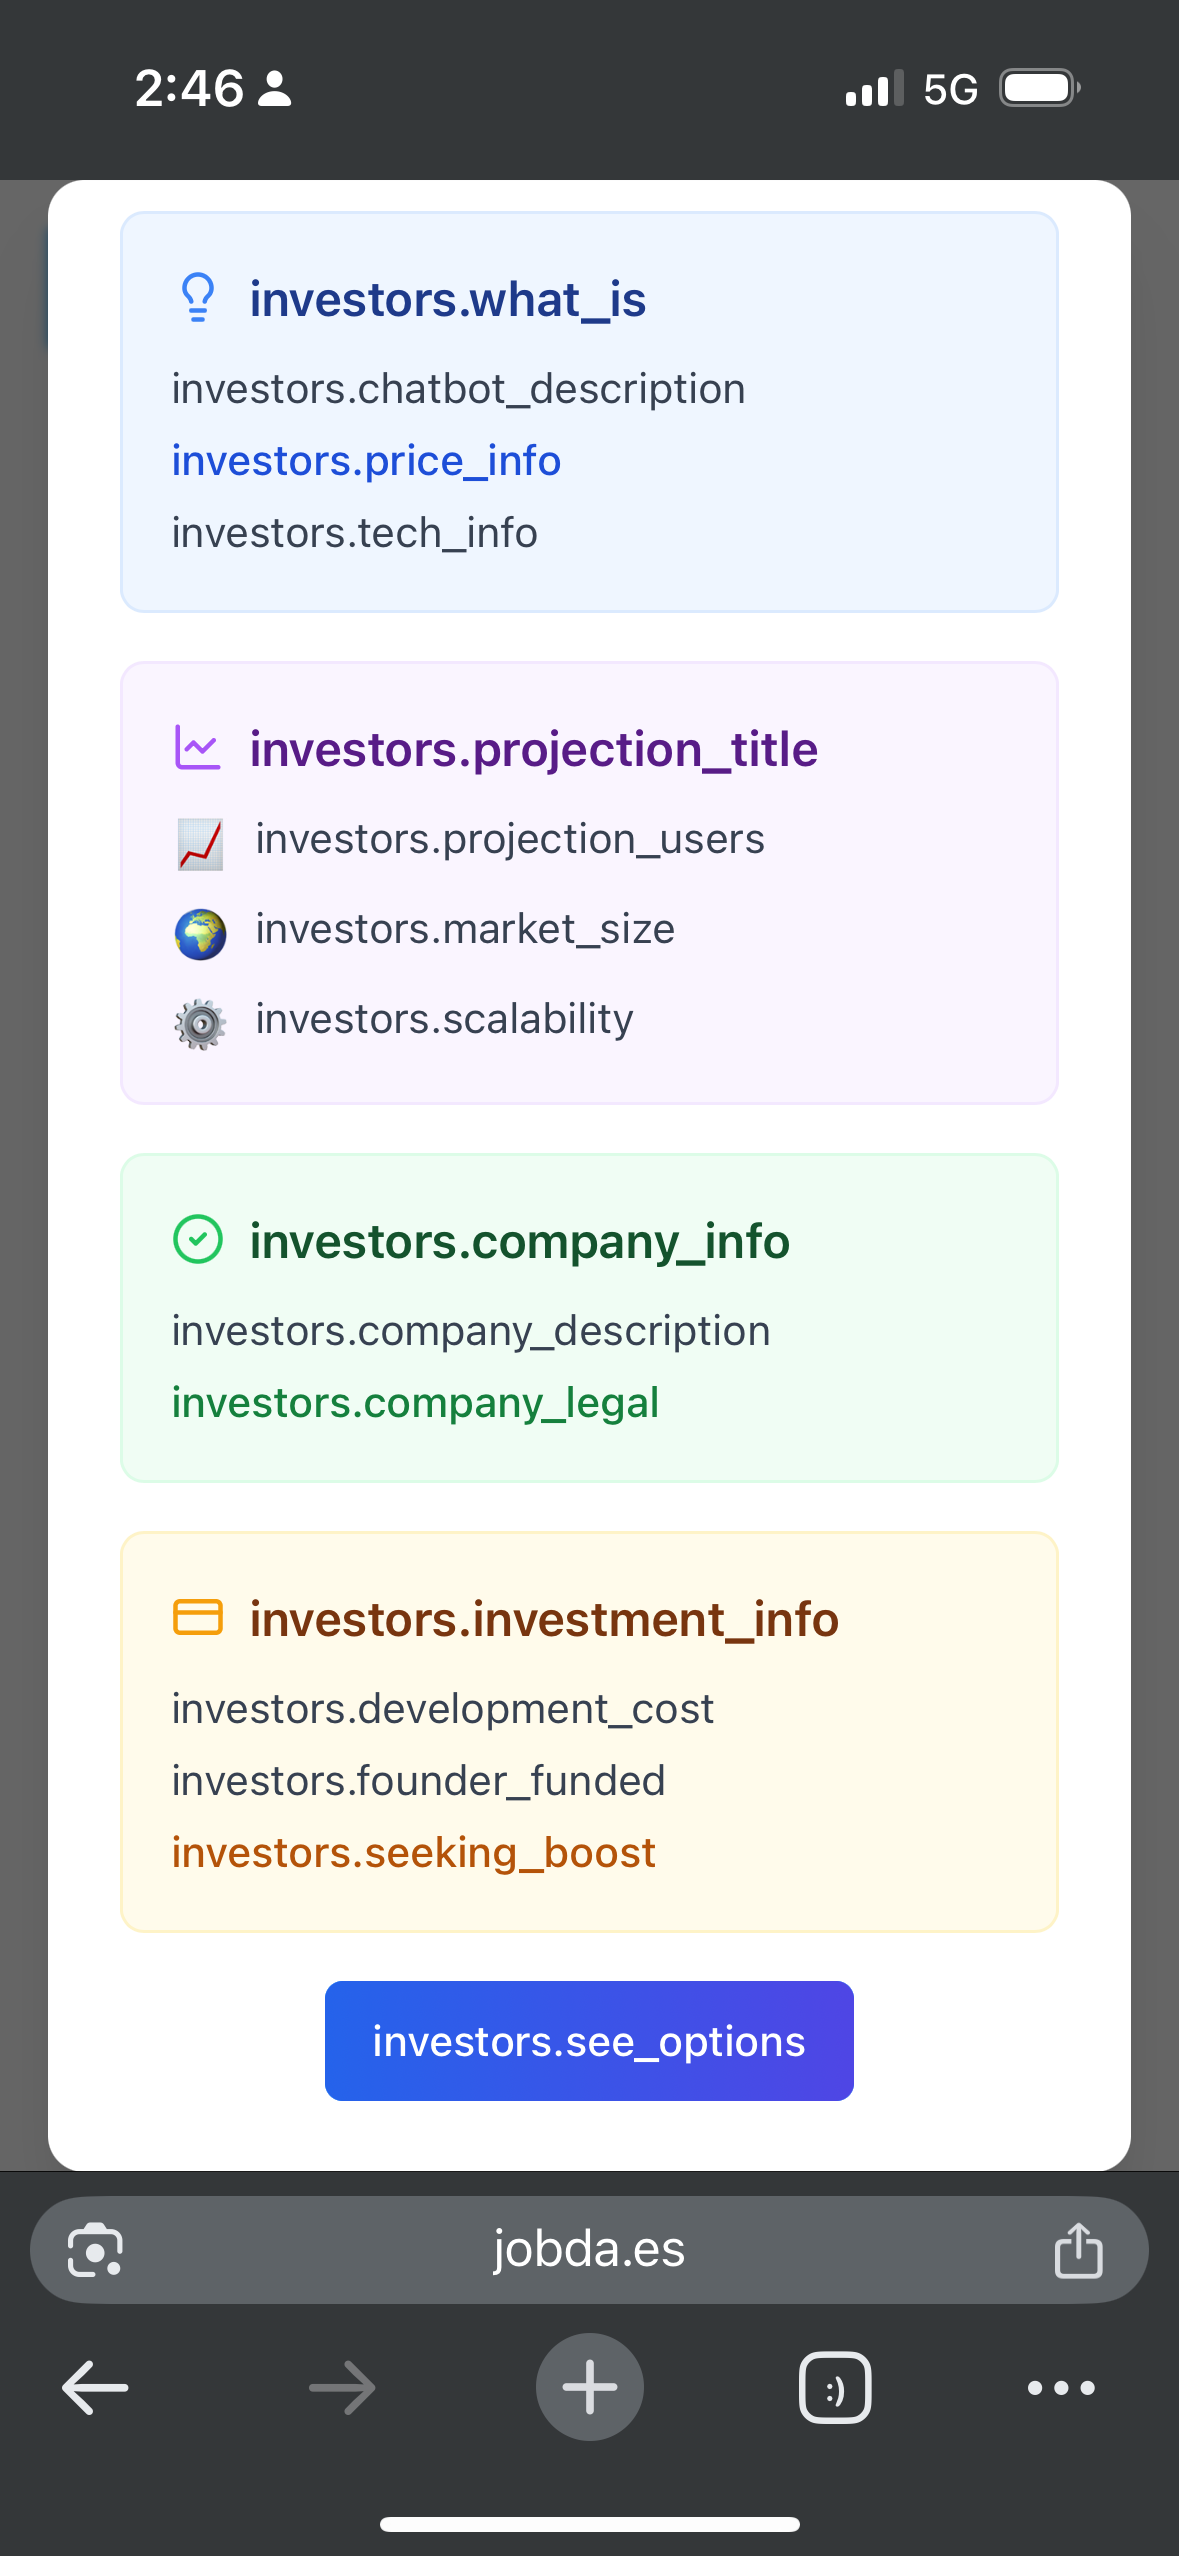 2:46
5G
investors.what_is
investors.chatbot_description
investors.price_info
investors.tech_info
investors.projection_title
investors.projection_users
investors.market_size
investors.scalability
investors.company_info
investors.company_description
investors.company_legal
investors.investment_info
investors.development_cost
investors.founder_funded
investors.seeking_boost
investors.see_options
jobda.es
:)